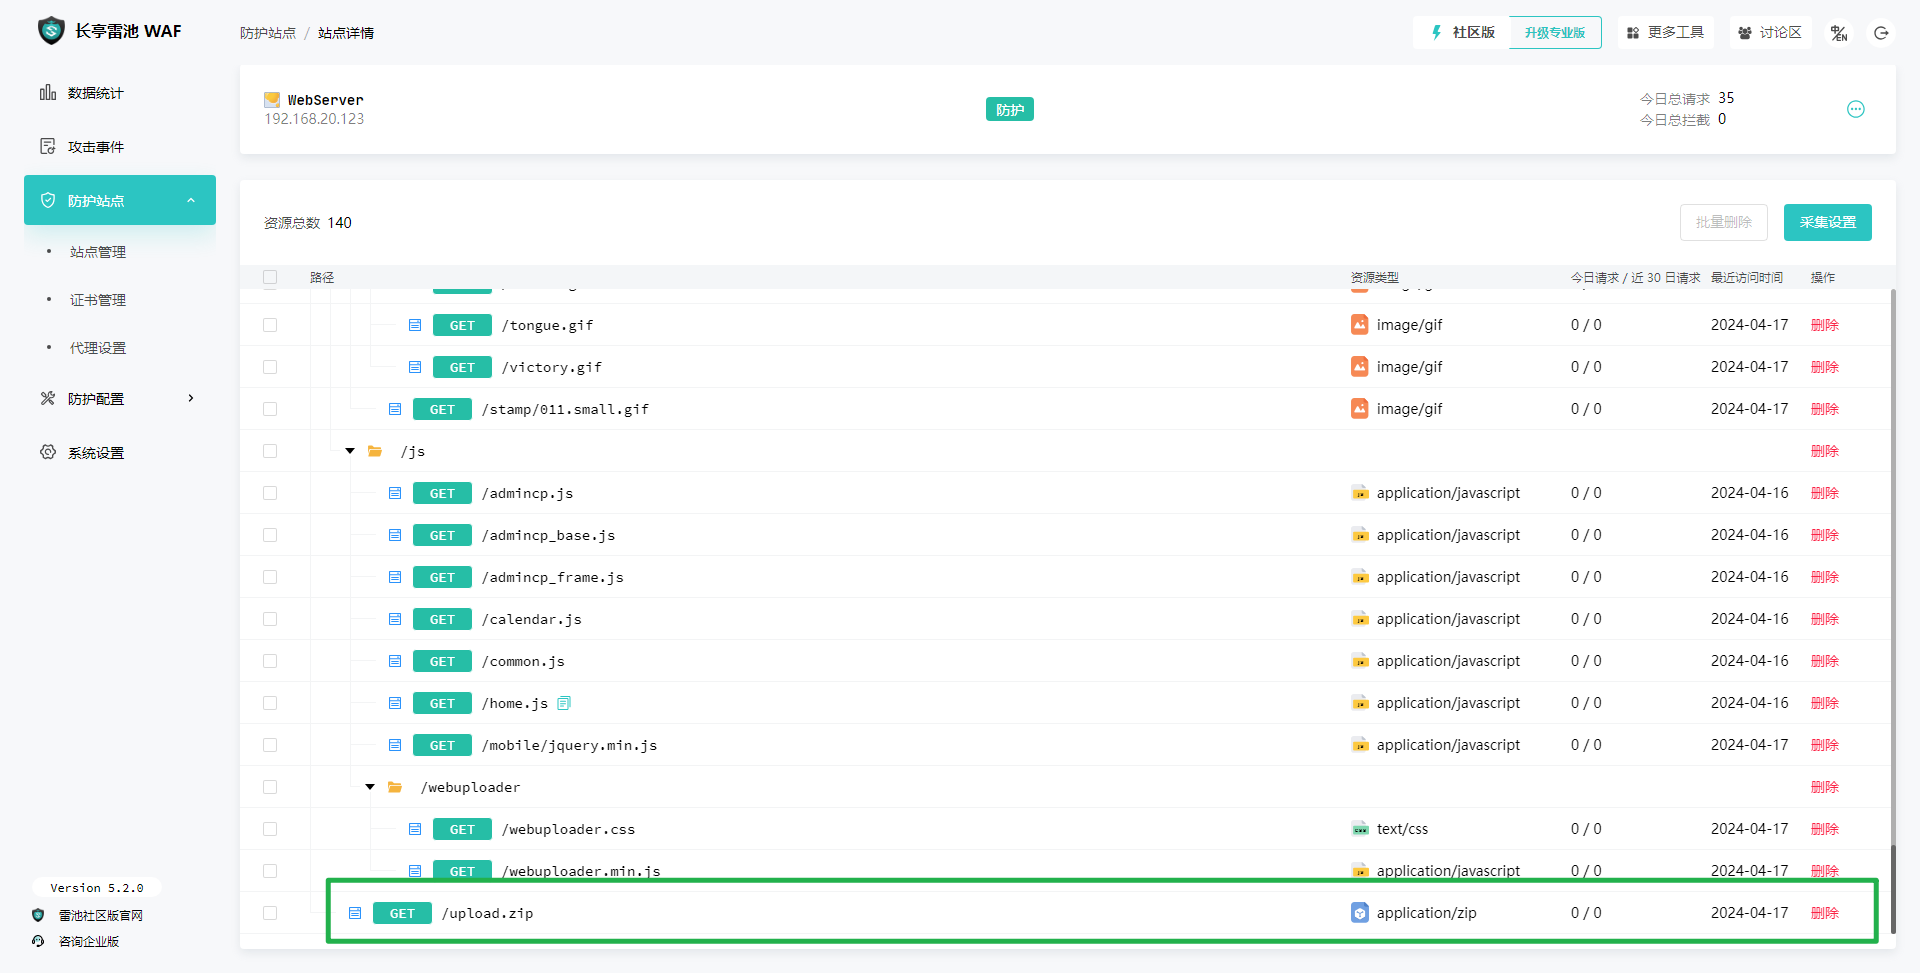 长亭雷池 WAF
防护站点 / 站点详情
社区版 升级专业版 更多工具 讨论区 中/EN
数据统计
攻击事件
防护站点
站点管理
证书管理
代理设置
防护配置
系统设置
Version 5.2.0
雷池社区版官网
咨询企业版
WebServer
192.168.20.123
防护
今日总请求 35
今日总拦截 0
资源总数 140
批量删除 采集设置
路径 资源类型 今日请求 / 近 30 日请求 最近访问时间 操作
GET /tongue.gif image/gif 0 / 0 2024-04-17 删除
GET /victory.gif image/gif 0 / 0 2024-04-17 删除
GET /stamp/011.small.gif image/gif 0 / 0 2024-04-17 删除
/js 删除
GET /admincp.js application/javascript 0 / 0 2024-04-16 删除
GET /admincp_base.js application/javascript 0 / 0 2024-04-16 删除
GET /admincp_frame.js application/javascript 0 / 0 2024-04-16 删除
GET /calendar.js application/javascript 0 / 0 2024-04-16 删除
GET /common.js application/javascript 0 / 0 2024-04-16 删除
GET /home.js application/javascript 0 / 0 2024-04-16 删除
GET /mobile/jquery.min.js application/javascript 0 / 0 2024-04-17 删除
/webuploader 删除
GET /webuploader.css text/css 0 / 0 2024-04-17 删除
GET /webuploader.min.js application/javascript 0 / 0 2024-04-17 删除
GET /upload.zip application/zip 0 / 0 2024-04-17 删除